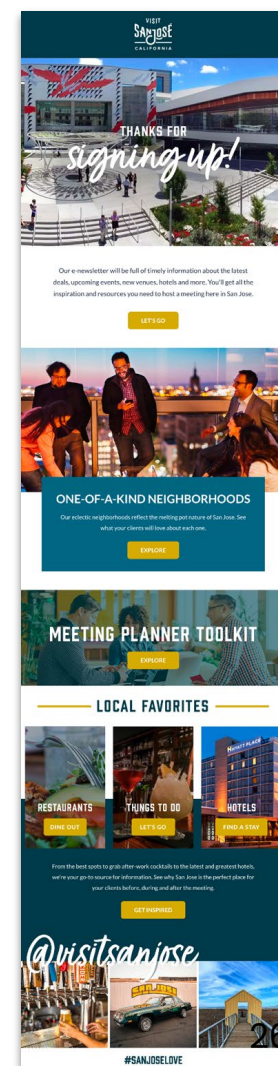 VISIT
SAN JOSÉ
CALIFORNIA
THANKS FOR
signing up!
Our e-newsletter will be full of timely information about the latest
deals, upcoming events, new venues, hotels and more. You'll get all the
inspiration and resources you need to host a meeting here in San Jose.
LET'S GO
ONE-OF-A-KIND NEIGHBORHOODS
Our eclectic neighborhoods reflect the melting pot nature of San Jose. See
what your clients will love about each one.
EXPLORE
MEETING PLANNER TOOLKIT
EXPLORE
LOCAL FAVORITES
HYATT PLACE
RESTAURANTS
THINGS TO DO
HOTELS
DINE OUT
LET'S GO
FIND A STAY
From the best spots to grab after-work cocktails to the latest and greatest hotels,
we're your go-to source for information. See why San Jose is the perfect place for
your clients before, during and after the meeting.
GET INSPIRED
@visitsanjose
SAN JOSE
26
#SANJOSELOVE